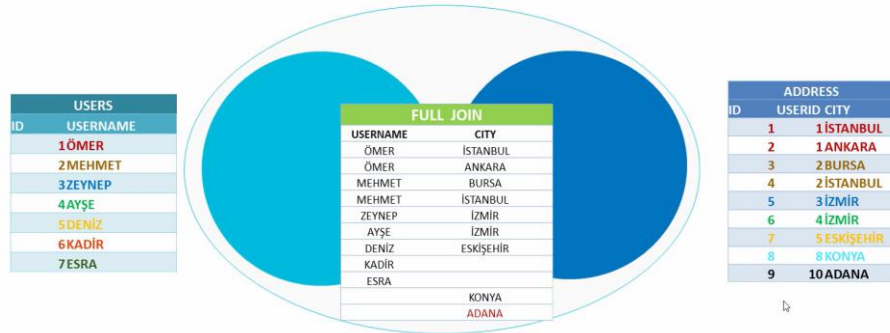 USERS
ID USERNAME
1 ÖMER
2 MEHMET
3 ZEYNEP
4 AYŞE
5 DENİZ
6 KADİR
7 ESRA
FULL JOIN
USERNAME CITY
ÖMER İSTANBUL
ÖMER ANKARA
MEHMET BURSA
MEHMET İSTANBUL
ZEYNEP İZMİR
AYŞE İZMİR
DENİZ ESKİŞEHİR
KADİR
ESRA
KONYA
ADANA
ADDRESS
ID USERID CITY
1 1 İSTANBUL
2 1 ANKARA
3 2 BURSA
4 2 İSTANBUL
5 3 İZMİR
6 4 İZMİR
7 5 ESKİŞEHİR
8 8 KONYA
9 10 ADANA